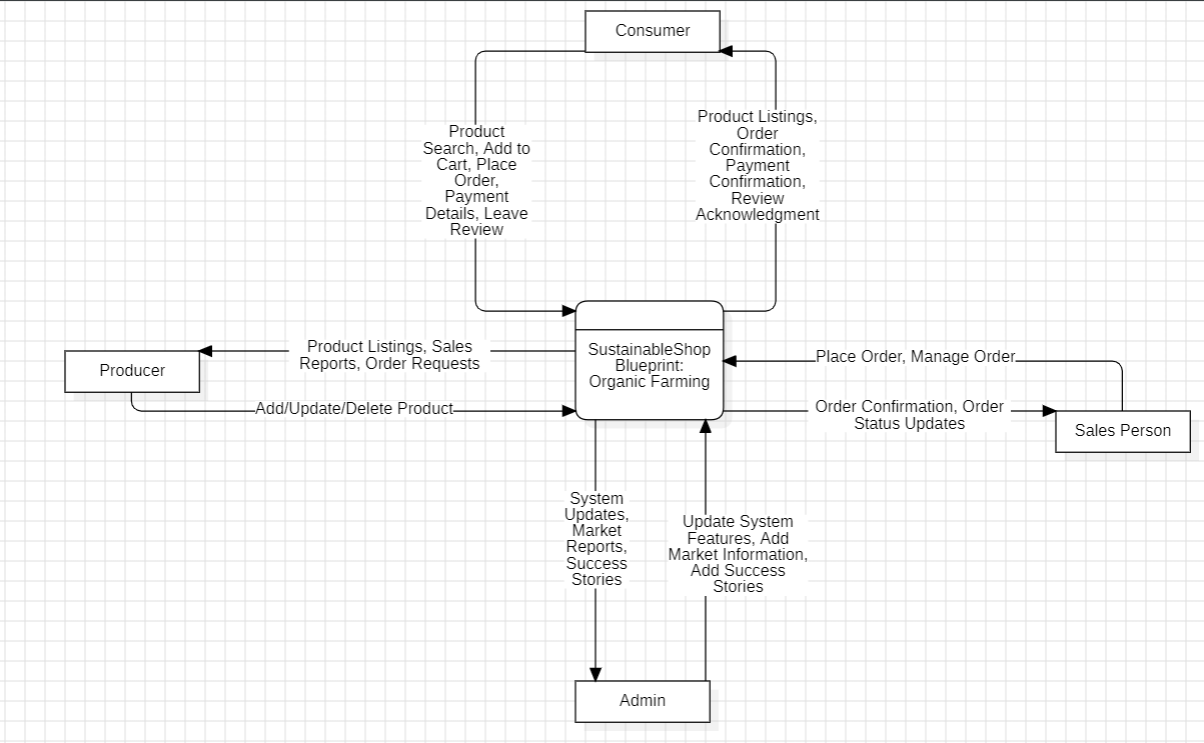 Consumer
Product
Search, Add to
Cart, Place
Order,
Payment
Details, Leave
Review
Product Listings,
Order
Confirmation,
Payment
Confirmation,
Review
Acknowledgment
Product Listings, Sales
Reports, Order Requests
Producer
Add/Update/Delete Product
SustainableShop
Blueprint:
Organic Farming
Place Order, Manage Order
Order Confirmation, Order
Status Updates
Sales Person
System
Updates,
Market
Reports,
Success
Stories
Update System
Features, Add
Market Information,
Add Success
Stories
Admin